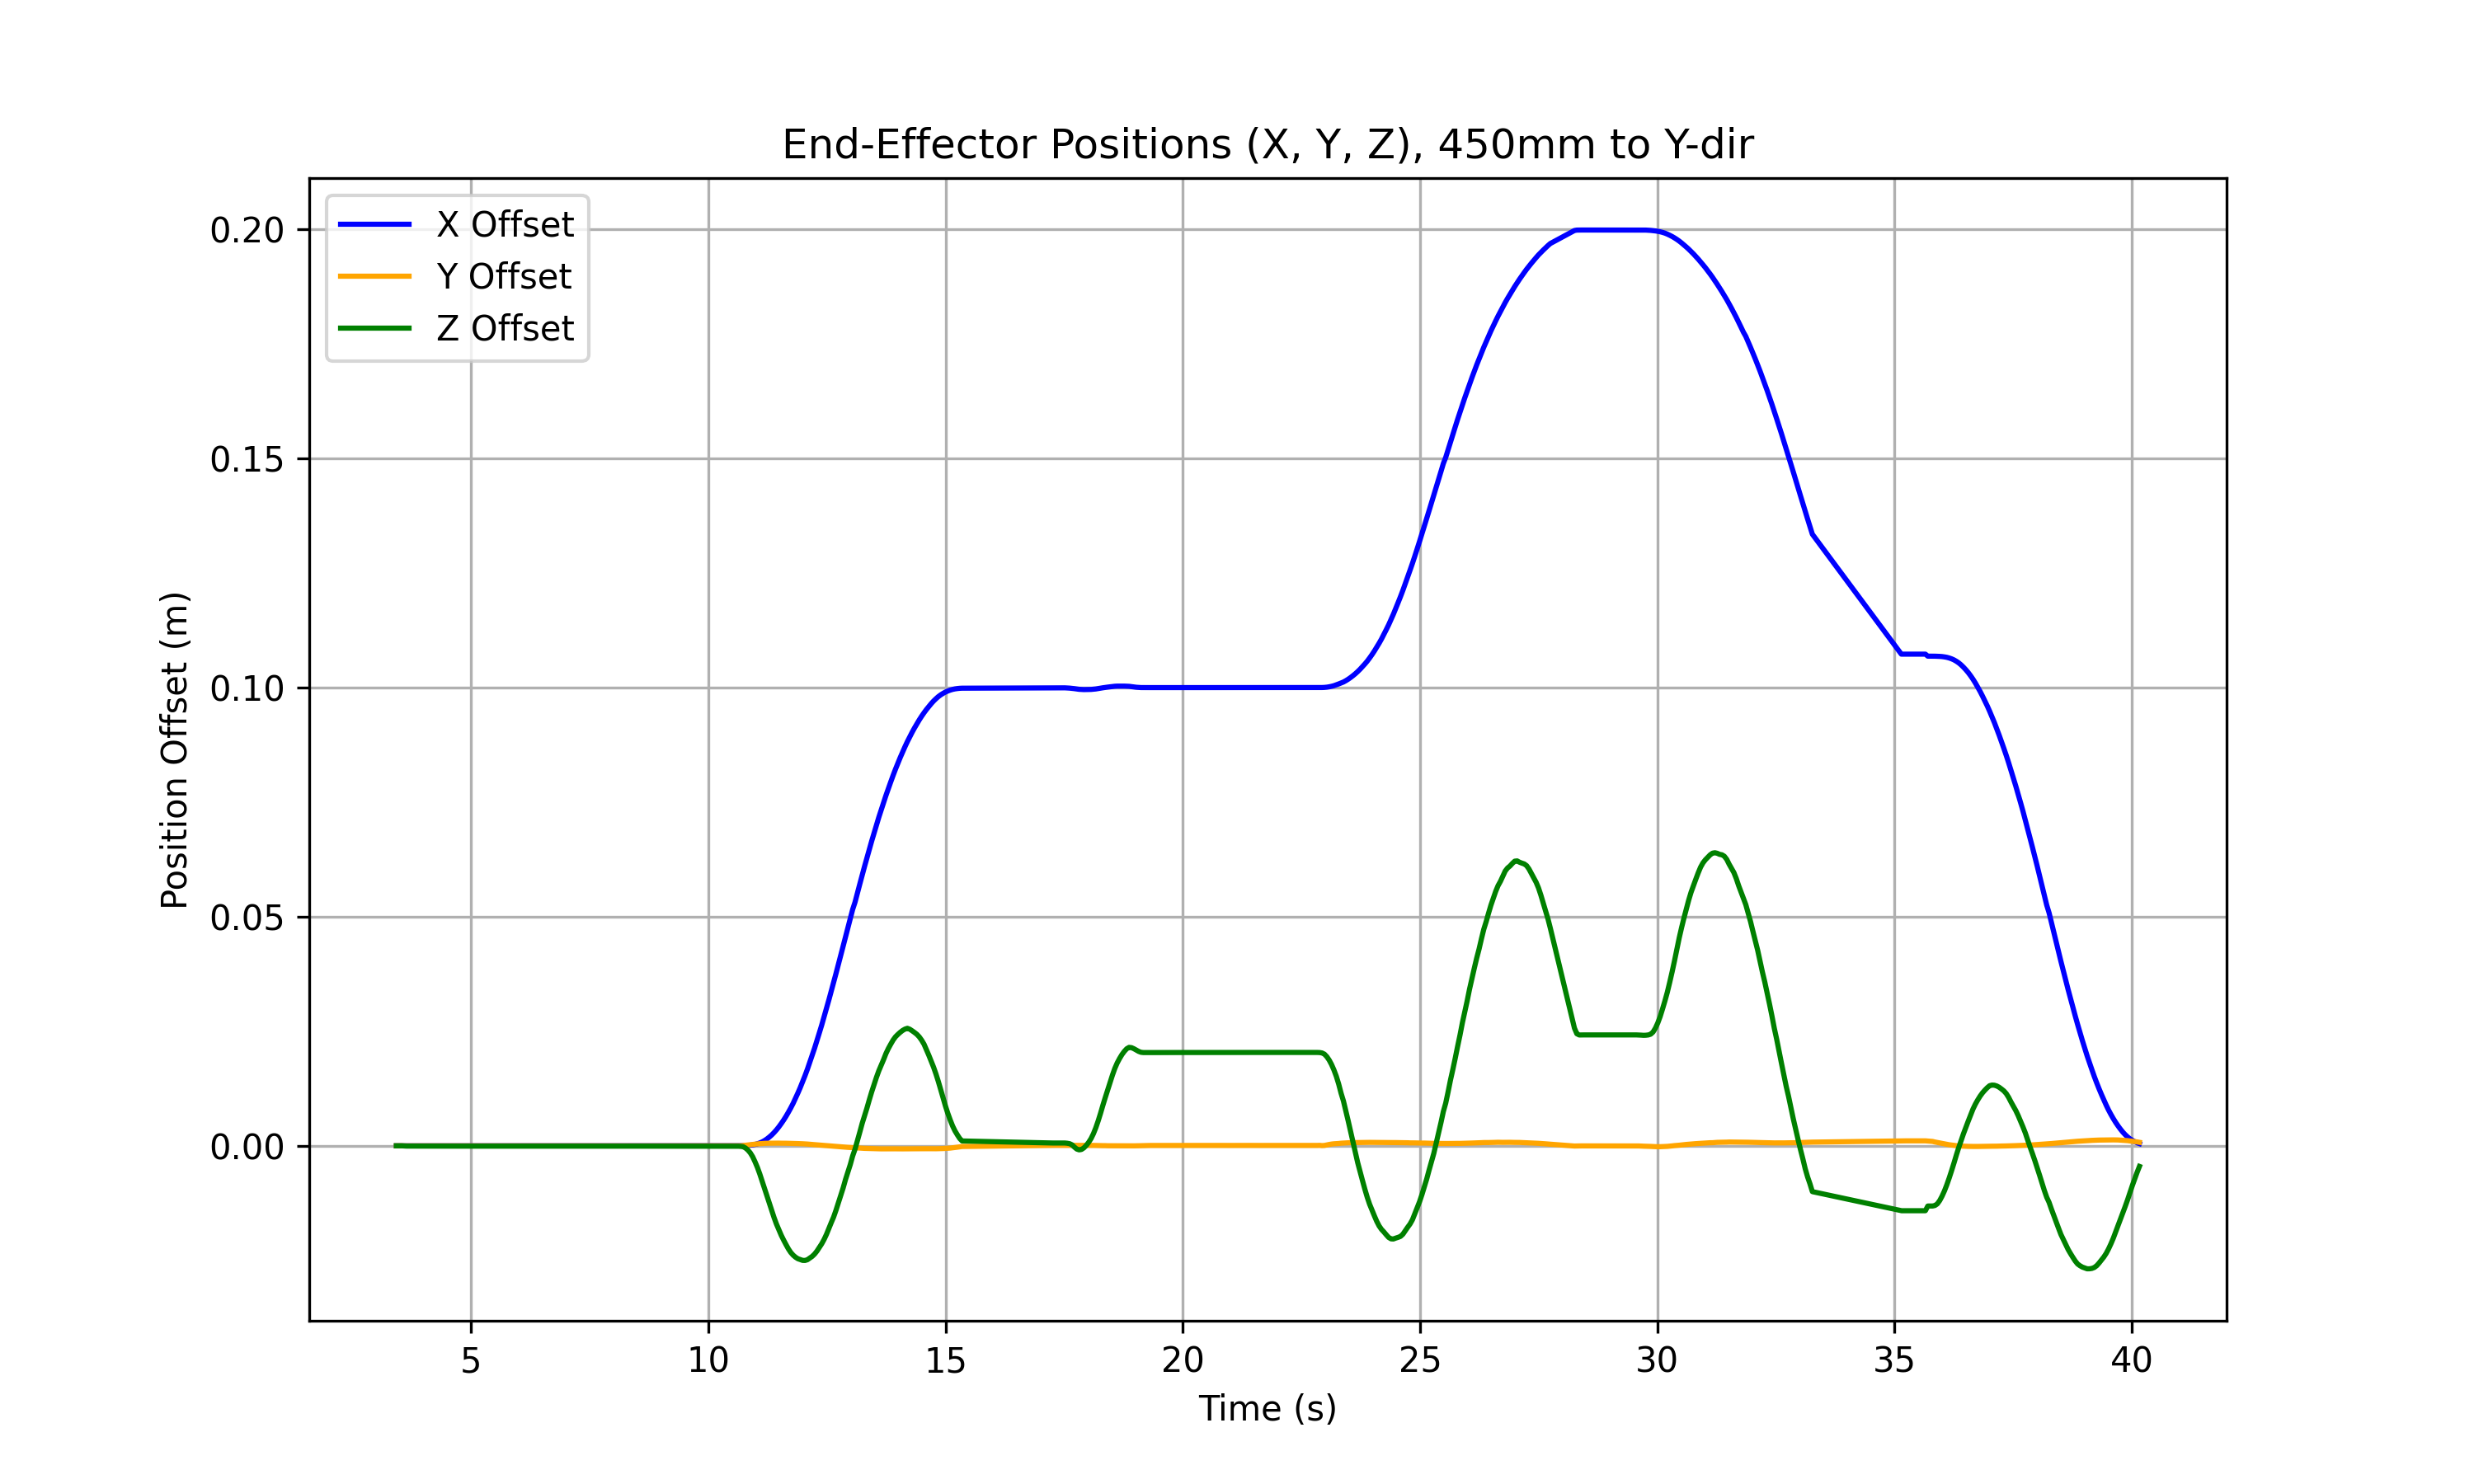 End-Effector Positions (X, Y, Z), 450mm to Y-dir
X Offset
Y Offset
Z Offset
Position Offset (m)
0.20
0.15
0.10
0.05
0.00
5 10 15 20 25 30 35 40
Time (s)